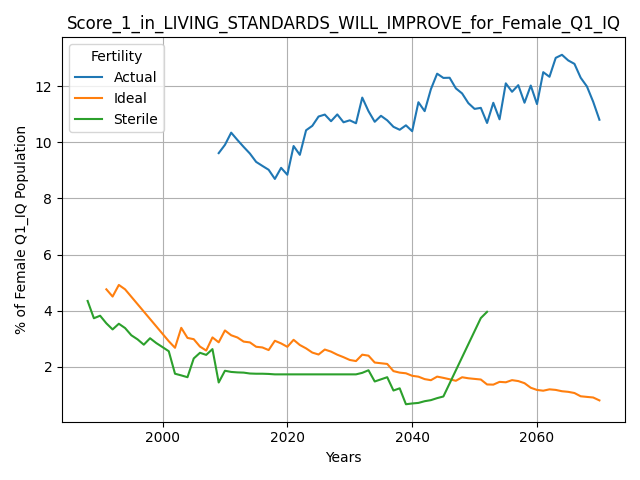 Score_1_in_LIVING_STANDARDS_WILL_IMPROVE_for_Female_Q1_IQ
Fertility
Actual
Ideal
Sterile
% of Female Q1_IQ Population
12
10
8
6
4
2
2000
2020
2040
2060
Years